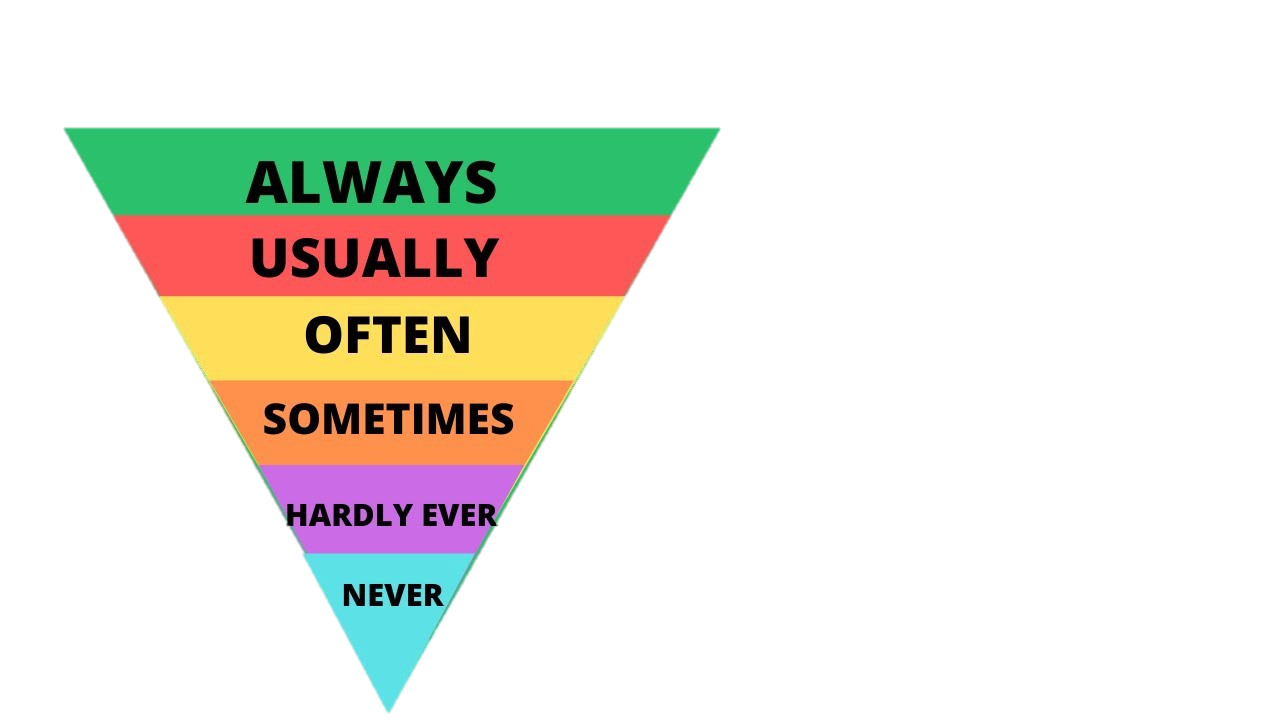 ALWAYS
USUALLY
OFTEN
SOMETIMES
HARDLY EVER
NEVER